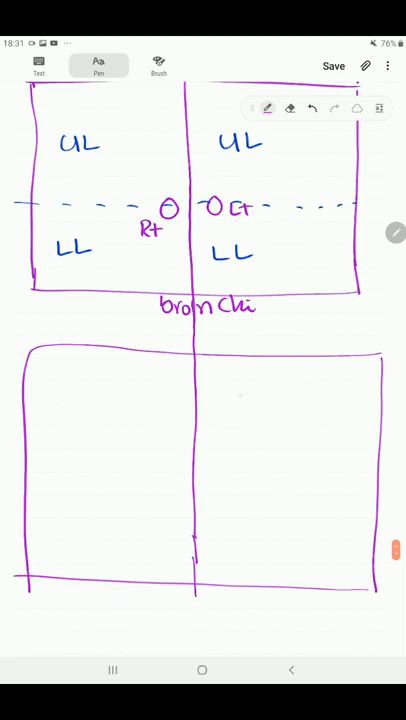 18:31 76%
Save
Text Pen Brush
UL UL
Rt Lt
LL LL
bronchi